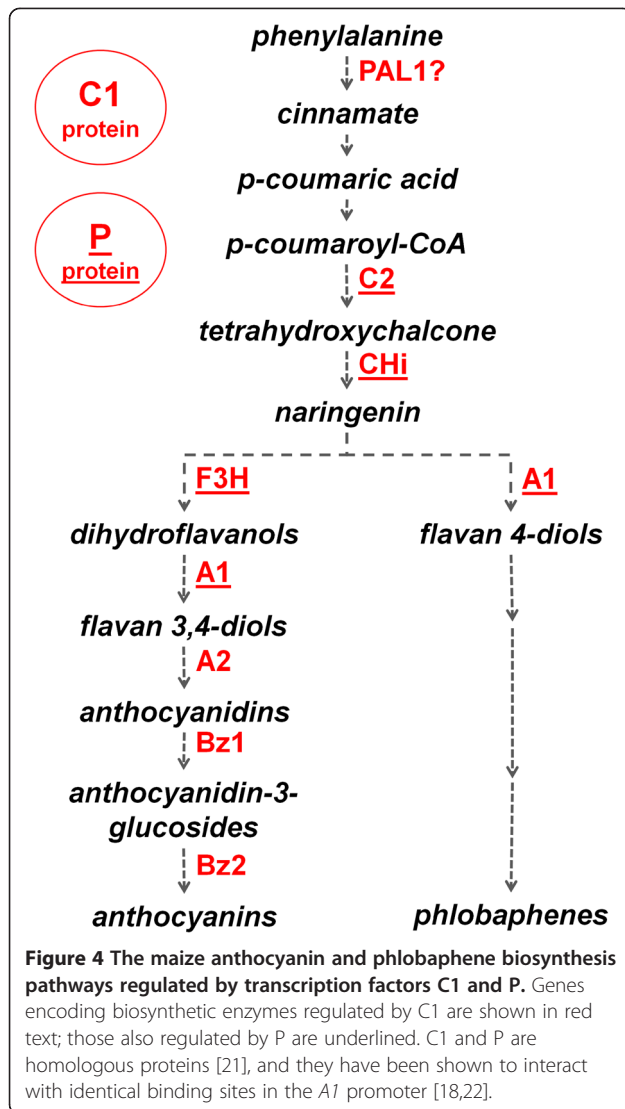 phenylalanine
PAL1?
C1
protein
cinnamate
p-coumaric acid
P
protein
p-coumaroyl-CoA
C2
tetrahydroxychalcone
CHi
naringenin
F3H
A1
dihydroflavanols
flavan 4-diols
A1
flavan 3,4-diols
A2
anthocyanidins
Bz1
anthocyanidin-3-
glucosides
Bz2
anthocyanins
phlobaphenes
Figure 4 The maize anthocyanin and phlobaphene biosynthesis
pathways regulated by transcription factors C1 and P. Genes
encoding biosynthetic enzymes regulated by C1 are shown in red
text; those also regulated by P are underlined. C1 and P are
homologous proteins [21], and they have been shown to interact
with identical binding sites in the A1 promoter [18,22].